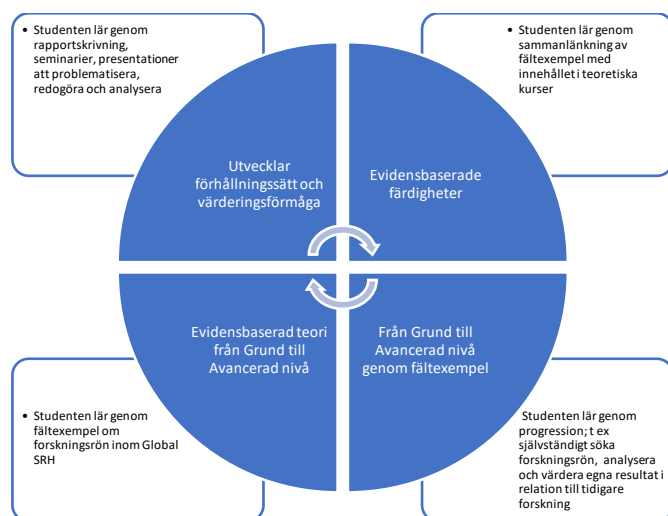 • Studenten lär genom
rapportskrivning,
seminarier, presentationer
att problematisera,
redogöra och analysera
• Studenten lär genom
sammanlänkning av
fältexempel med
innehållet i teoretiska
kurser
Utvecklar
förhållningssätt och
värderingsförmåga
Evidensbaserade
färdigheter
Evidensbaserad teori
från Grund till
Avancerad nivå
Från Grund till
Avancerad nivå
genom fältexempel
• Studenten lär genom
fältexempel om
forskningsrön inom Global
SRH
Studenten lär genom
progression; t ex
självständigt söka
forskningsrön, analysera
och värdera egna resultat i
relation till tidigare
forskning